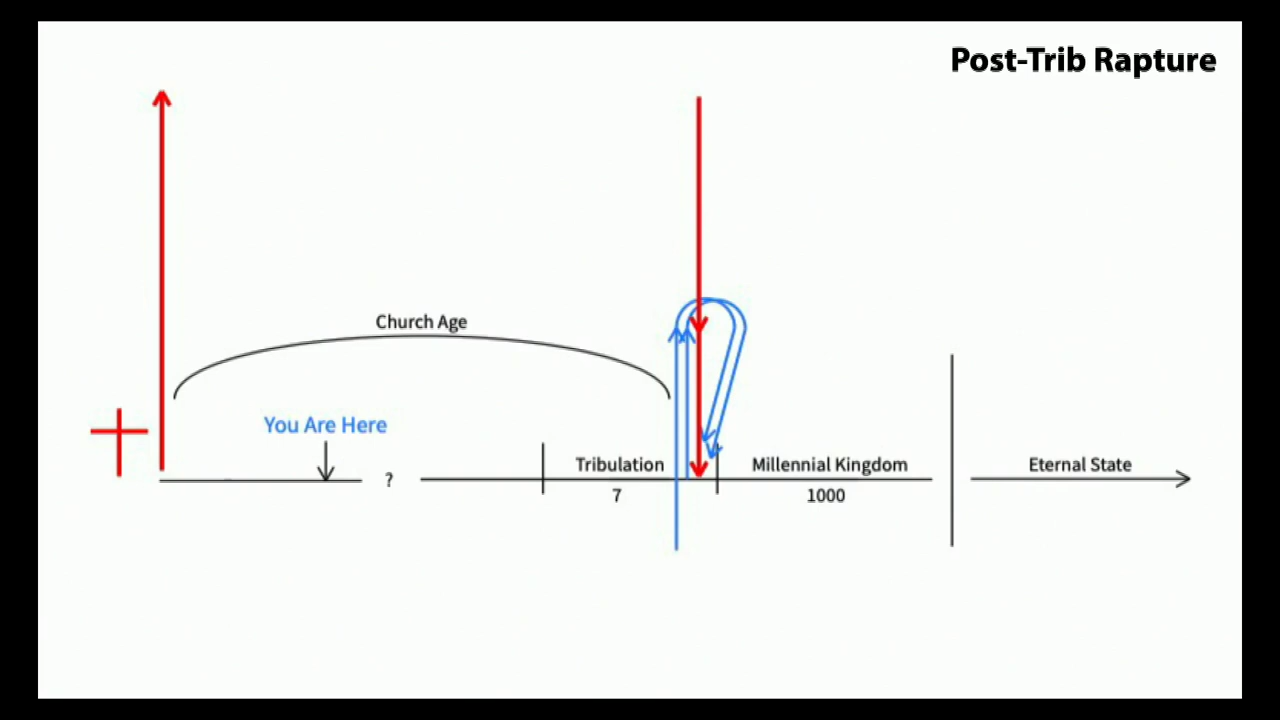 Post-Trib Rapture
Church Age
You Are Here
?
Tribulation
7
Millennial Kingdom
1000
Eternal State